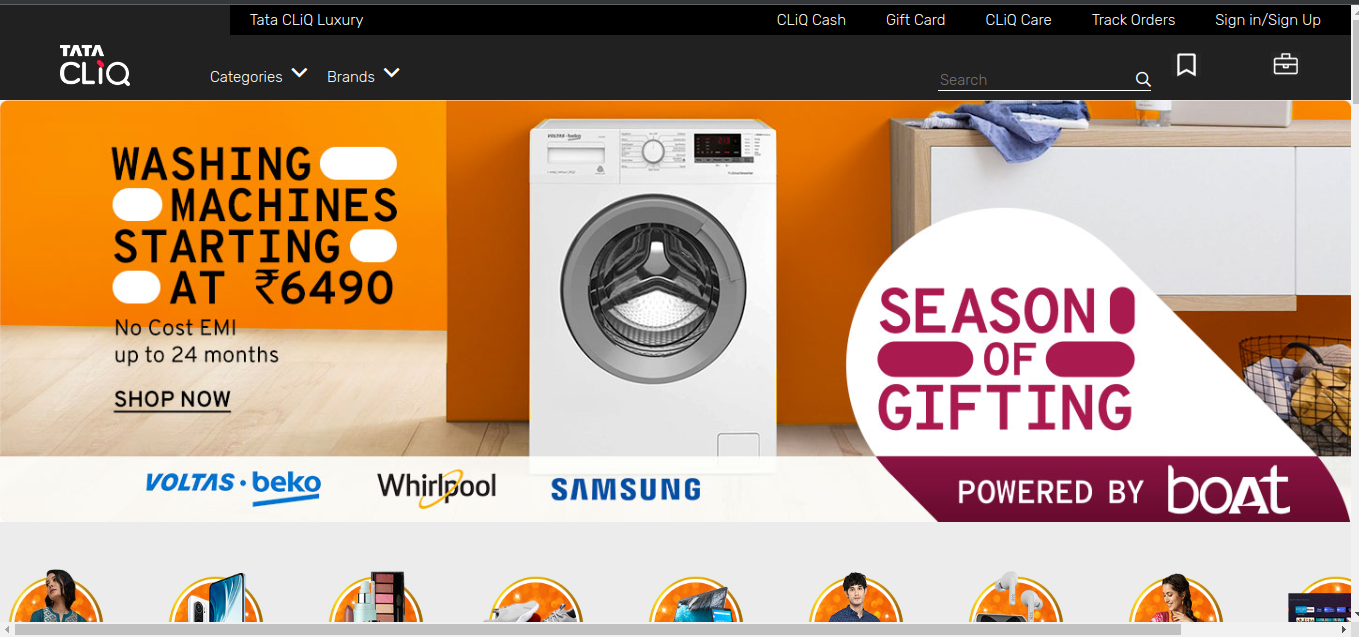 Tata CLiQ Luxury
CLiQ Cash
Gift Card
CLiQ Care
Track Orders
Sign in/Sign Up
TATA
CLiQ
Categories
Brands
Search
WASHING
MACHINES
STARTING
AT ₹6490
No Cost EMI
up to 24 months
SHOP NOW
VOLTAS • beko
SEASON
OF
GIFTING
VOLTAS • beko
Whirlpool
SAMSUNG
POWERED BY boAt